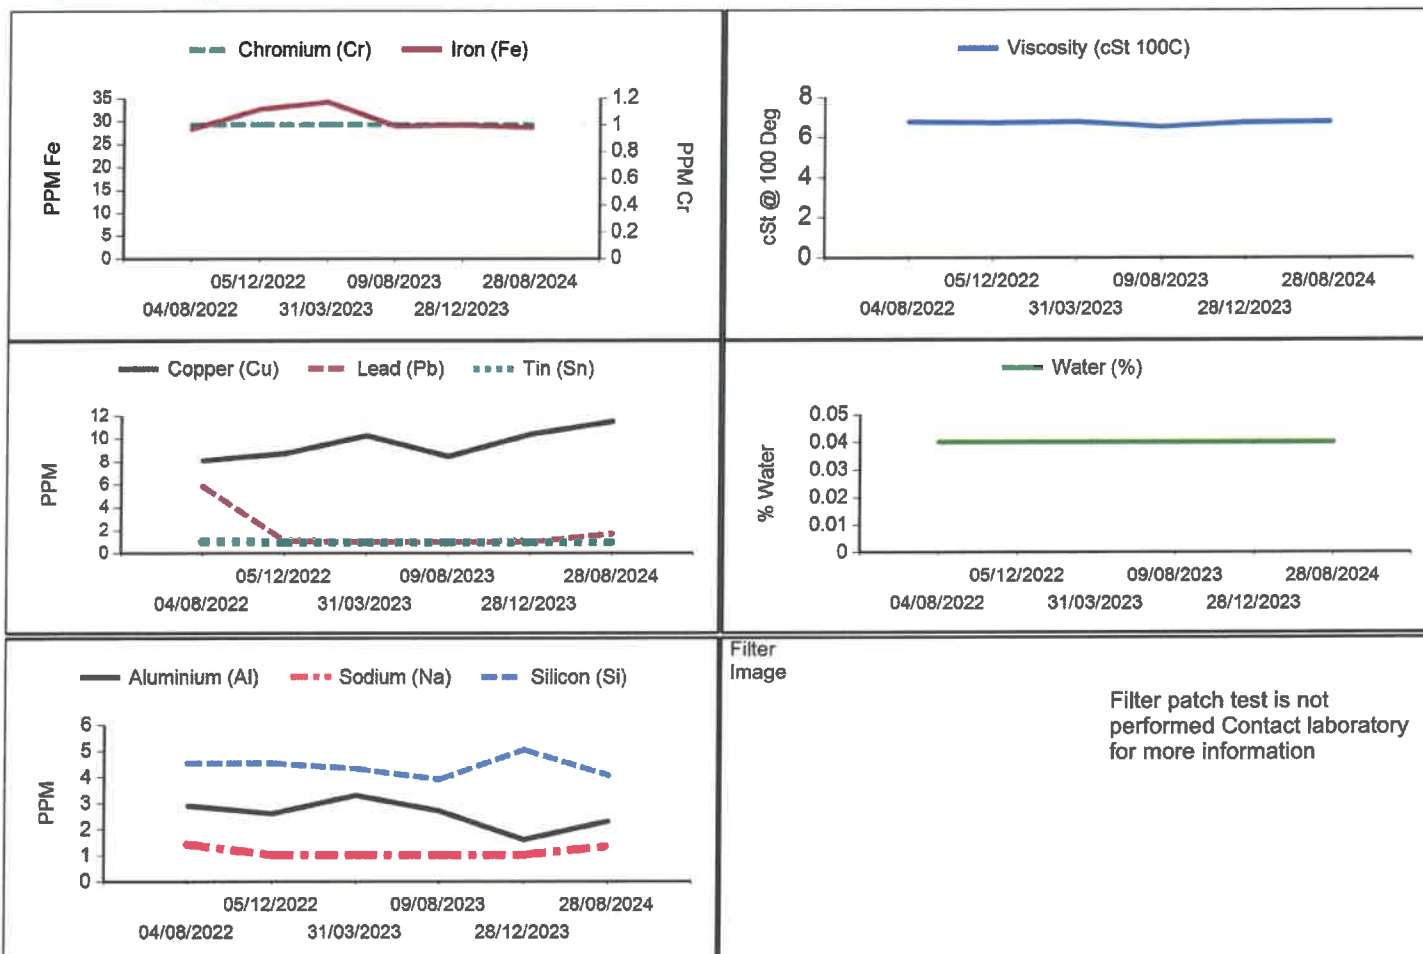 Chromium (Cr) Iron (Fe)
35
30
25
20
15
10
5
0
PPM Fe
1.2
1
0.8
0.6
0.4
0.2
0
PPM Cr
05/12/2022 09/08/2023 28/08/2024
04/08/2022 31/03/2023 28/12/2023
Viscosity (cSt 100C)
8
6
4
2
0
cSt @ 100 Deg
05/12/2022 09/08/2023 28/08/2024
04/08/2022 31/03/2023 28/12/2023
Copper (Cu) Lead (Pb) Tin (Sn)
12
10
8
6
4
2
0
PPM
05/12/2022 09/08/2023 28/08/2024
04/08/2022 31/03/2023 28/12/2023
Water (%)
0.05
0.04
0.03
0.02
0.01
0
% Water
05/12/2022 09/08/2023 28/08/2024
04/08/2022 31/03/2023 28/12/2023
Aluminium (Al) Sodium (Na) Silicon (Si)
6
5
4
3
2
1
0
PPM
05/12/2022 09/08/2023 28/08/2024
04/08/2022 31/03/2023 28/12/2023
Filter
Image
Filter patch test is not
performed Contact laboratory
for more information